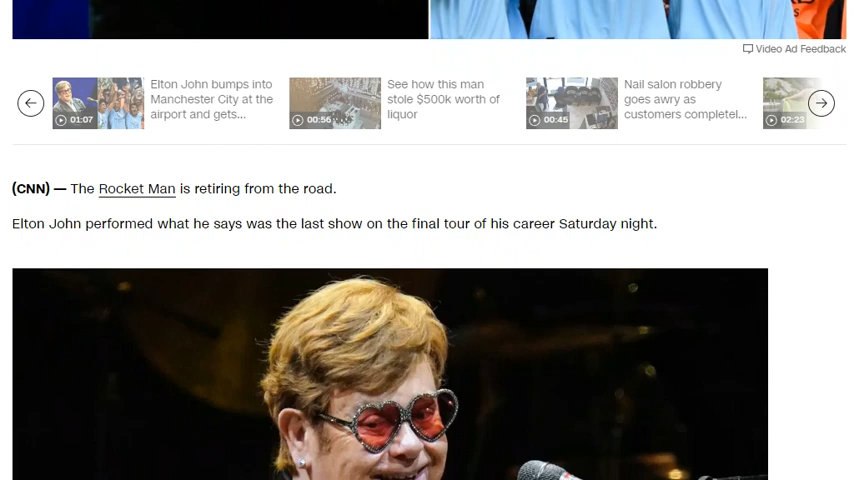 Video Ad Feedback
Elton John bumps into
Manchester City at the
airport and gets...
01:07
See how this man
stole $500k worth of
liquor
00:56
Nail salon robbery
goes awry as
customers completel...
00:45
02:23
(CNN) — The Rocket Man is retiring from the road.
Elton John performed what he says was the last show on the final tour of his career Saturday night.